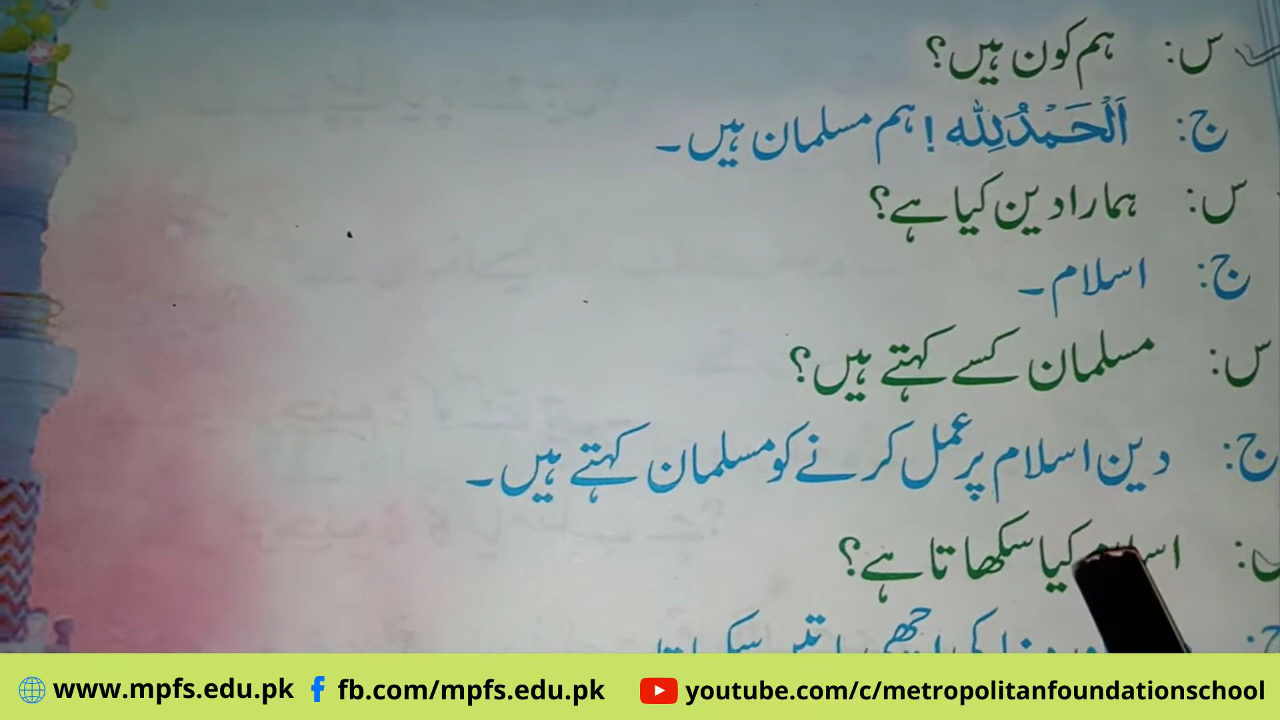 س: ہم کون ہیں؟
ج: اَلْحَمْدُلِلّٰہ! ہم مسلمان ہیں۔
س: ہمارا دین کیا ہے؟
ج: اسلام۔
س: مسلمان کسے کہتے ہیں؟
ج: دین اسلام پر عمل کرنے کو مسلمان کہتے ہیں۔
س: اسلام کیا سکھاتا ہے؟
www.mpfs.edu.pk fb.com/mpfs.edu.pk youtube.com/c/metropolitanfoundationschool